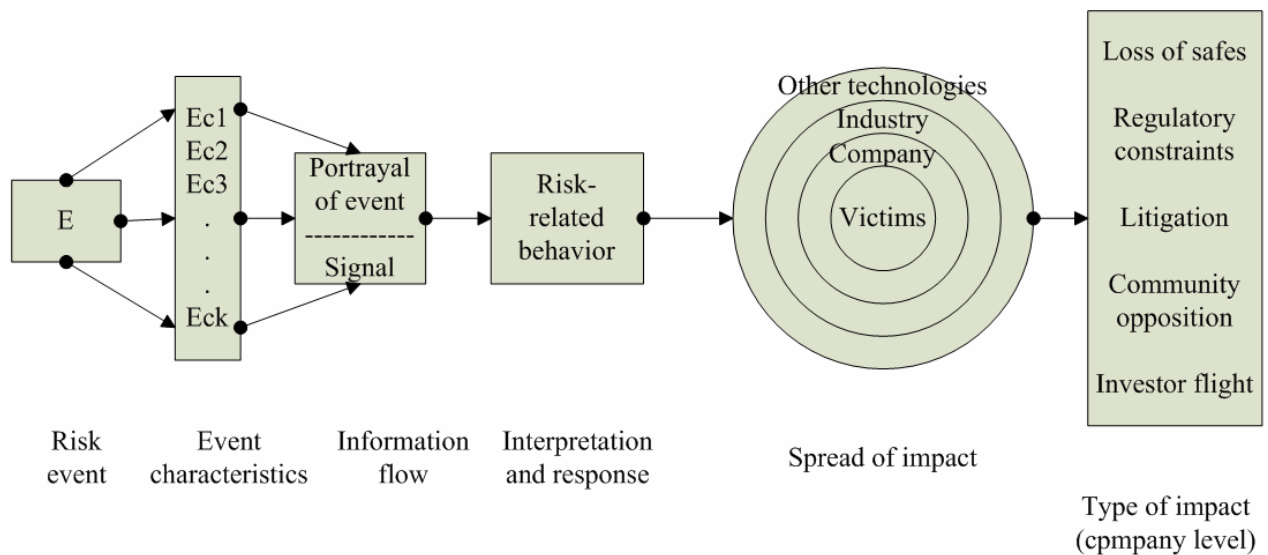 E
Ec1
Ec2
Ec3
.
.
.
Eck
Portrayal
of event
------------
Signal
Risk-
related
behavior
Other technologies
Industry
Company
Victims
Loss of safes
Regulatory
constraints
Litigation
Community
opposition
Investor flight
Risk
event
Event
characteristics
Information
flow
Interpretation
and response
Spread of impact
Type of impact
(cpmpany level)